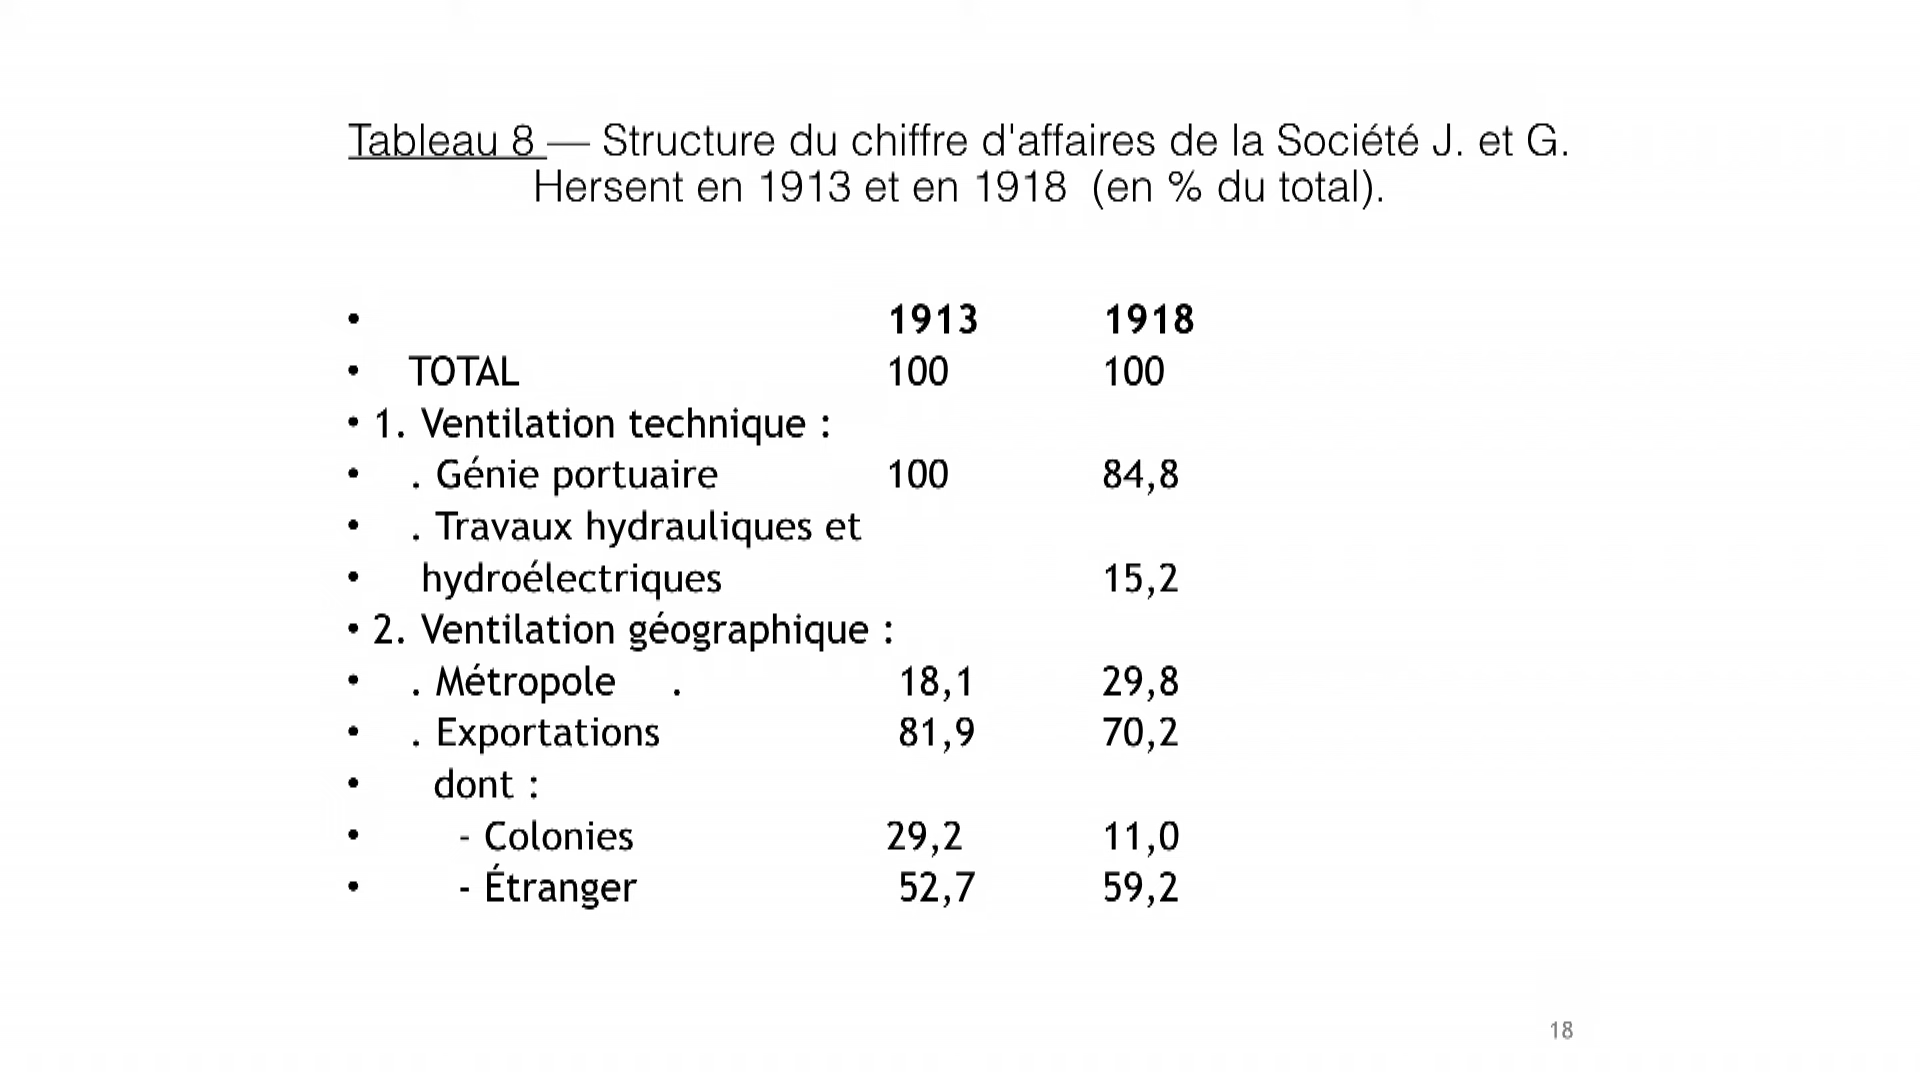 Tableau 8 — Structure du chiffre d'affaires de la Société J. et G.
Hersent en 1913 et en 1918 (en % du total).
• 1913 1918
• TOTAL 100 100
• 1. Ventilation technique :
• . Génie portuaire 100 84,8
• . Travaux hydrauliques et
• hydroélectriques 15,2
• 2. Ventilation géographique :
• . Métropole . 18,1 29,8
• . Exportations 81,9 70,2
• dont :
• - Colonies 29,2 11,0
• - Étranger 52,7 59,2
18